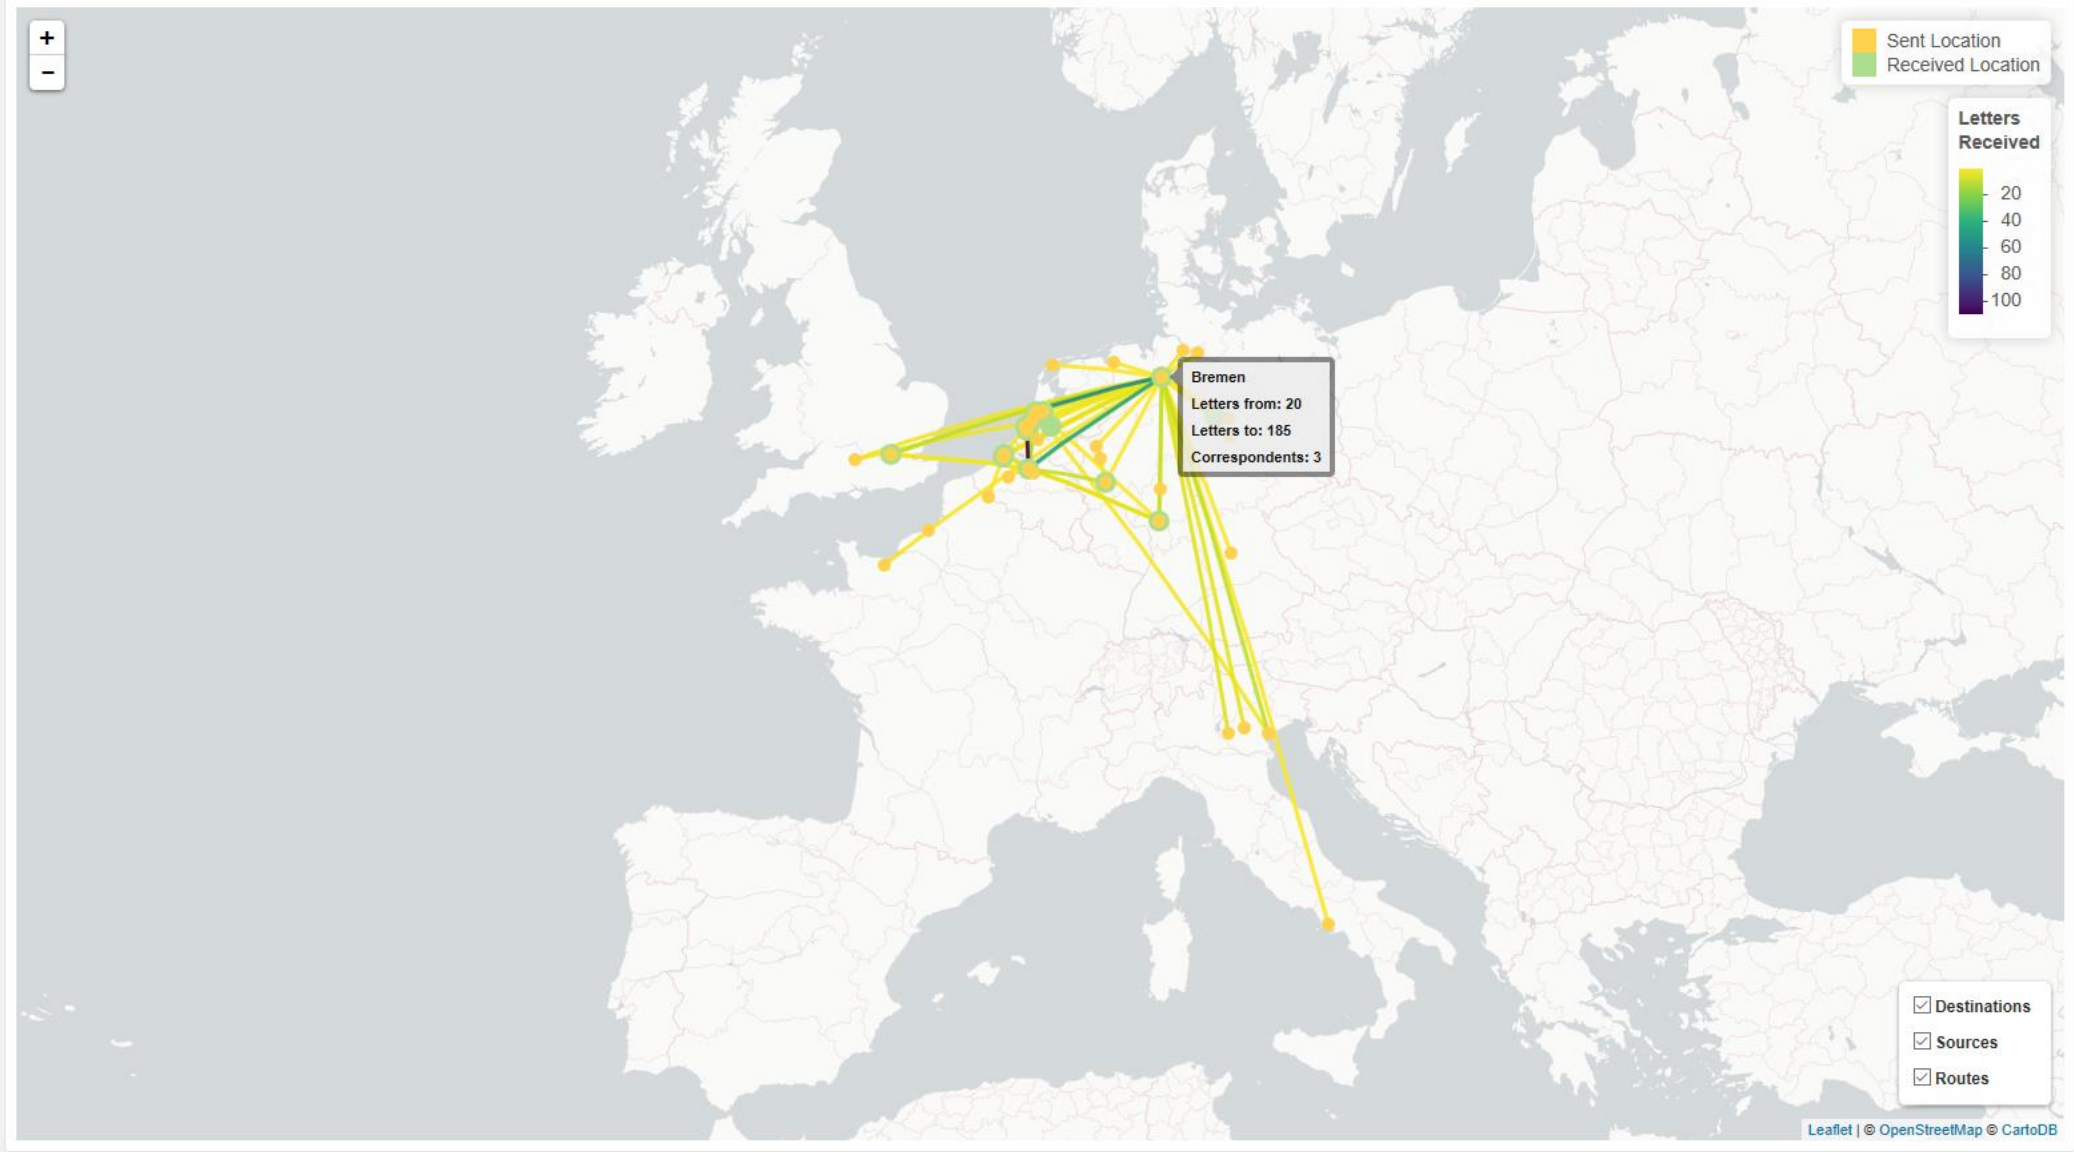 +
−
Sent Location
Received Location
Letters
Received
20
40
60
80
100
Bremen
Letters from: 20
Letters to: 185
Correspondents: 3
Destinations
Sources
Routes
Leaflet | © OpenStreetMap © CartoDB